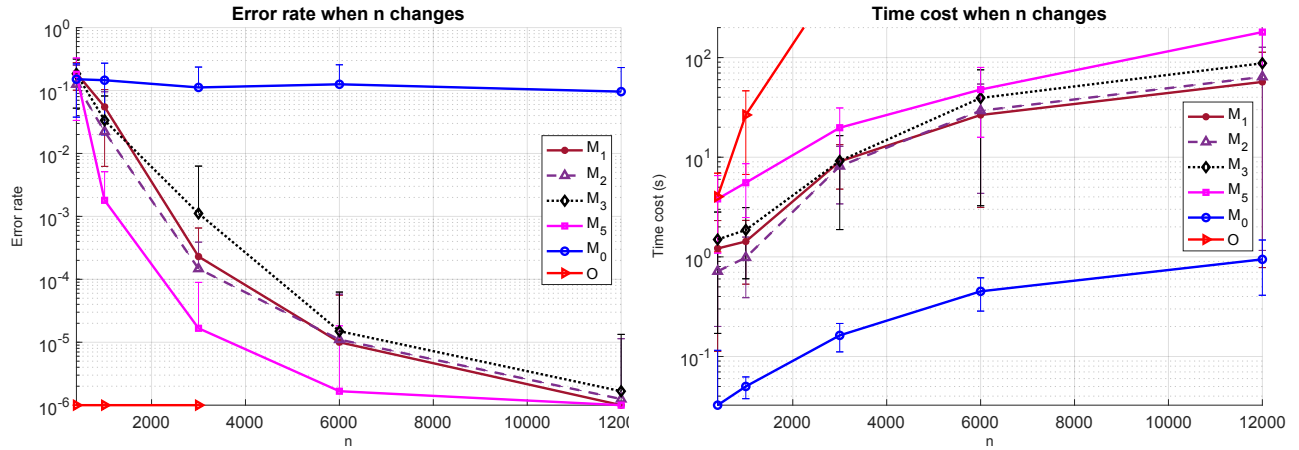 Error rate when n changes
Error rate
10^0
10^-1
10^-2
10^-3
10^-4
10^-5
10^-6
2000 4000 6000 8000 10000 12000
n
M_1
M_2
M_3
M_5
M_0
O
Time cost when n changes
Time cost (s)
10^2
10^1
10^0
10^-1
2000 4000 6000 8000 10000 12000
n
M_1
M_2
M_3
M_5
M_0
O